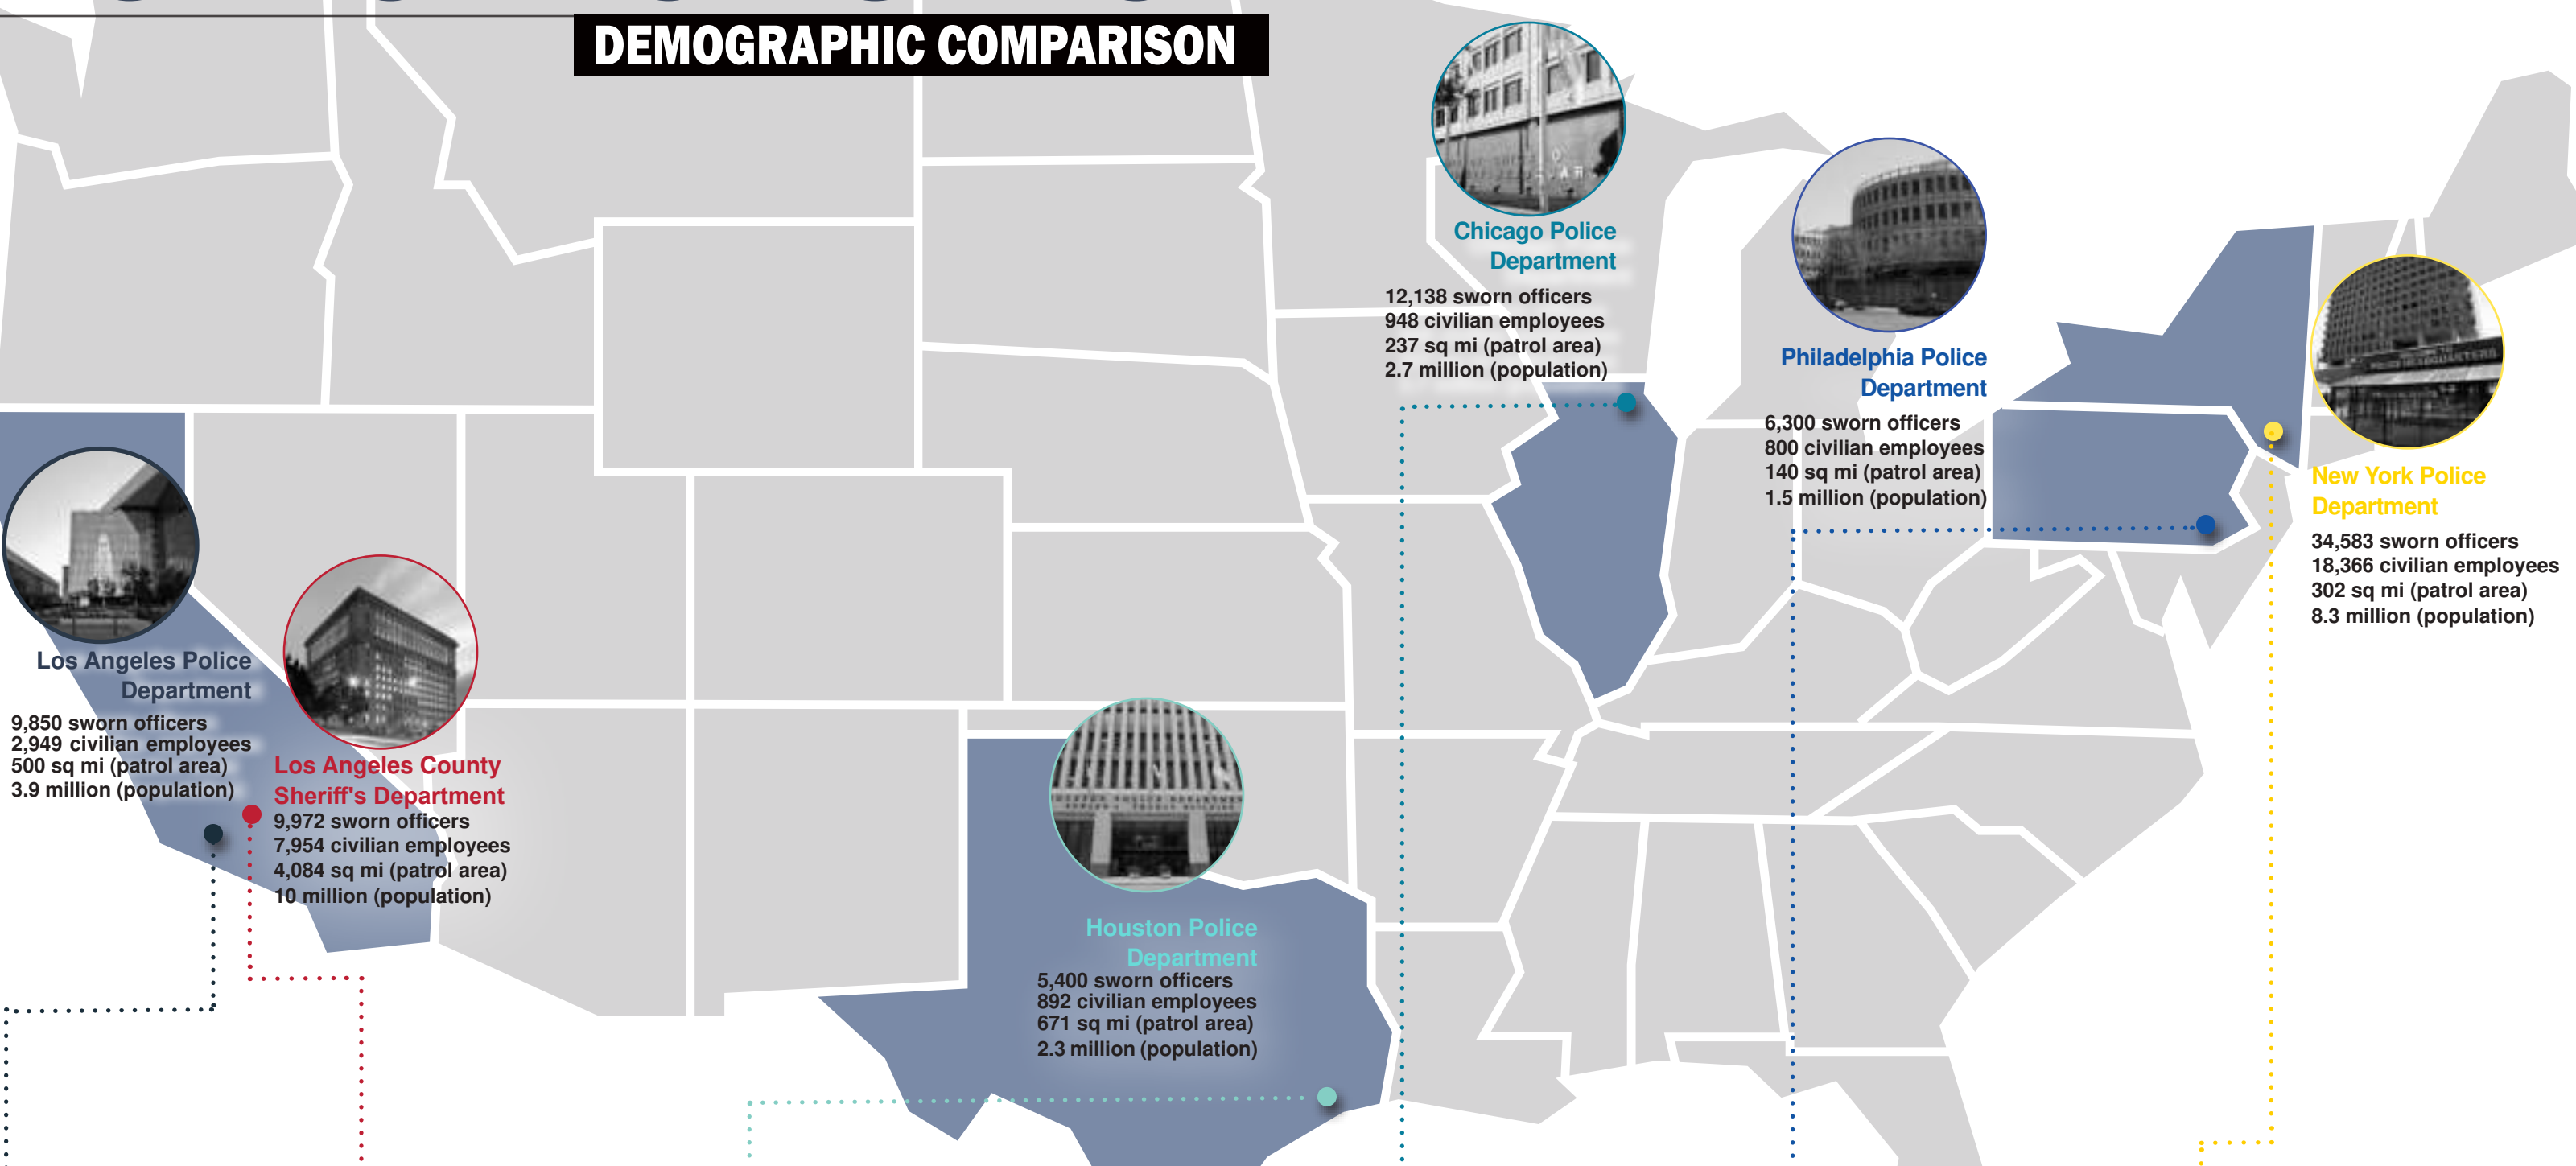 DEMOGRAPHIC COMPARISON
Chicago Police
Department
12,138 sworn officers
948 civilian employees
237 sq mi (patrol area)
2.7 million (population)
Philadelphia Police
Department
6,300 sworn officers
800 civilian employees
140 sq mi (patrol area)
1.5 million (population)
New York Police
Department
34,583 sworn officers
18,366 civilian employees
302 sq mi (patrol area)
8.3 million (population)
Los Angeles Police
Department
9,850 sworn officers
2,949 civilian employees
500 sq mi (patrol area)
3.9 million (population)
Los Angeles County
Sheriff's Department
9,972 sworn officers
7,954 civilian employees
4,084 sq mi (patrol area)
10 million (population)
Houston Police
Department
5,400 sworn officers
892 civilian employees
671 sq mi (patrol area)
2.3 million (population)